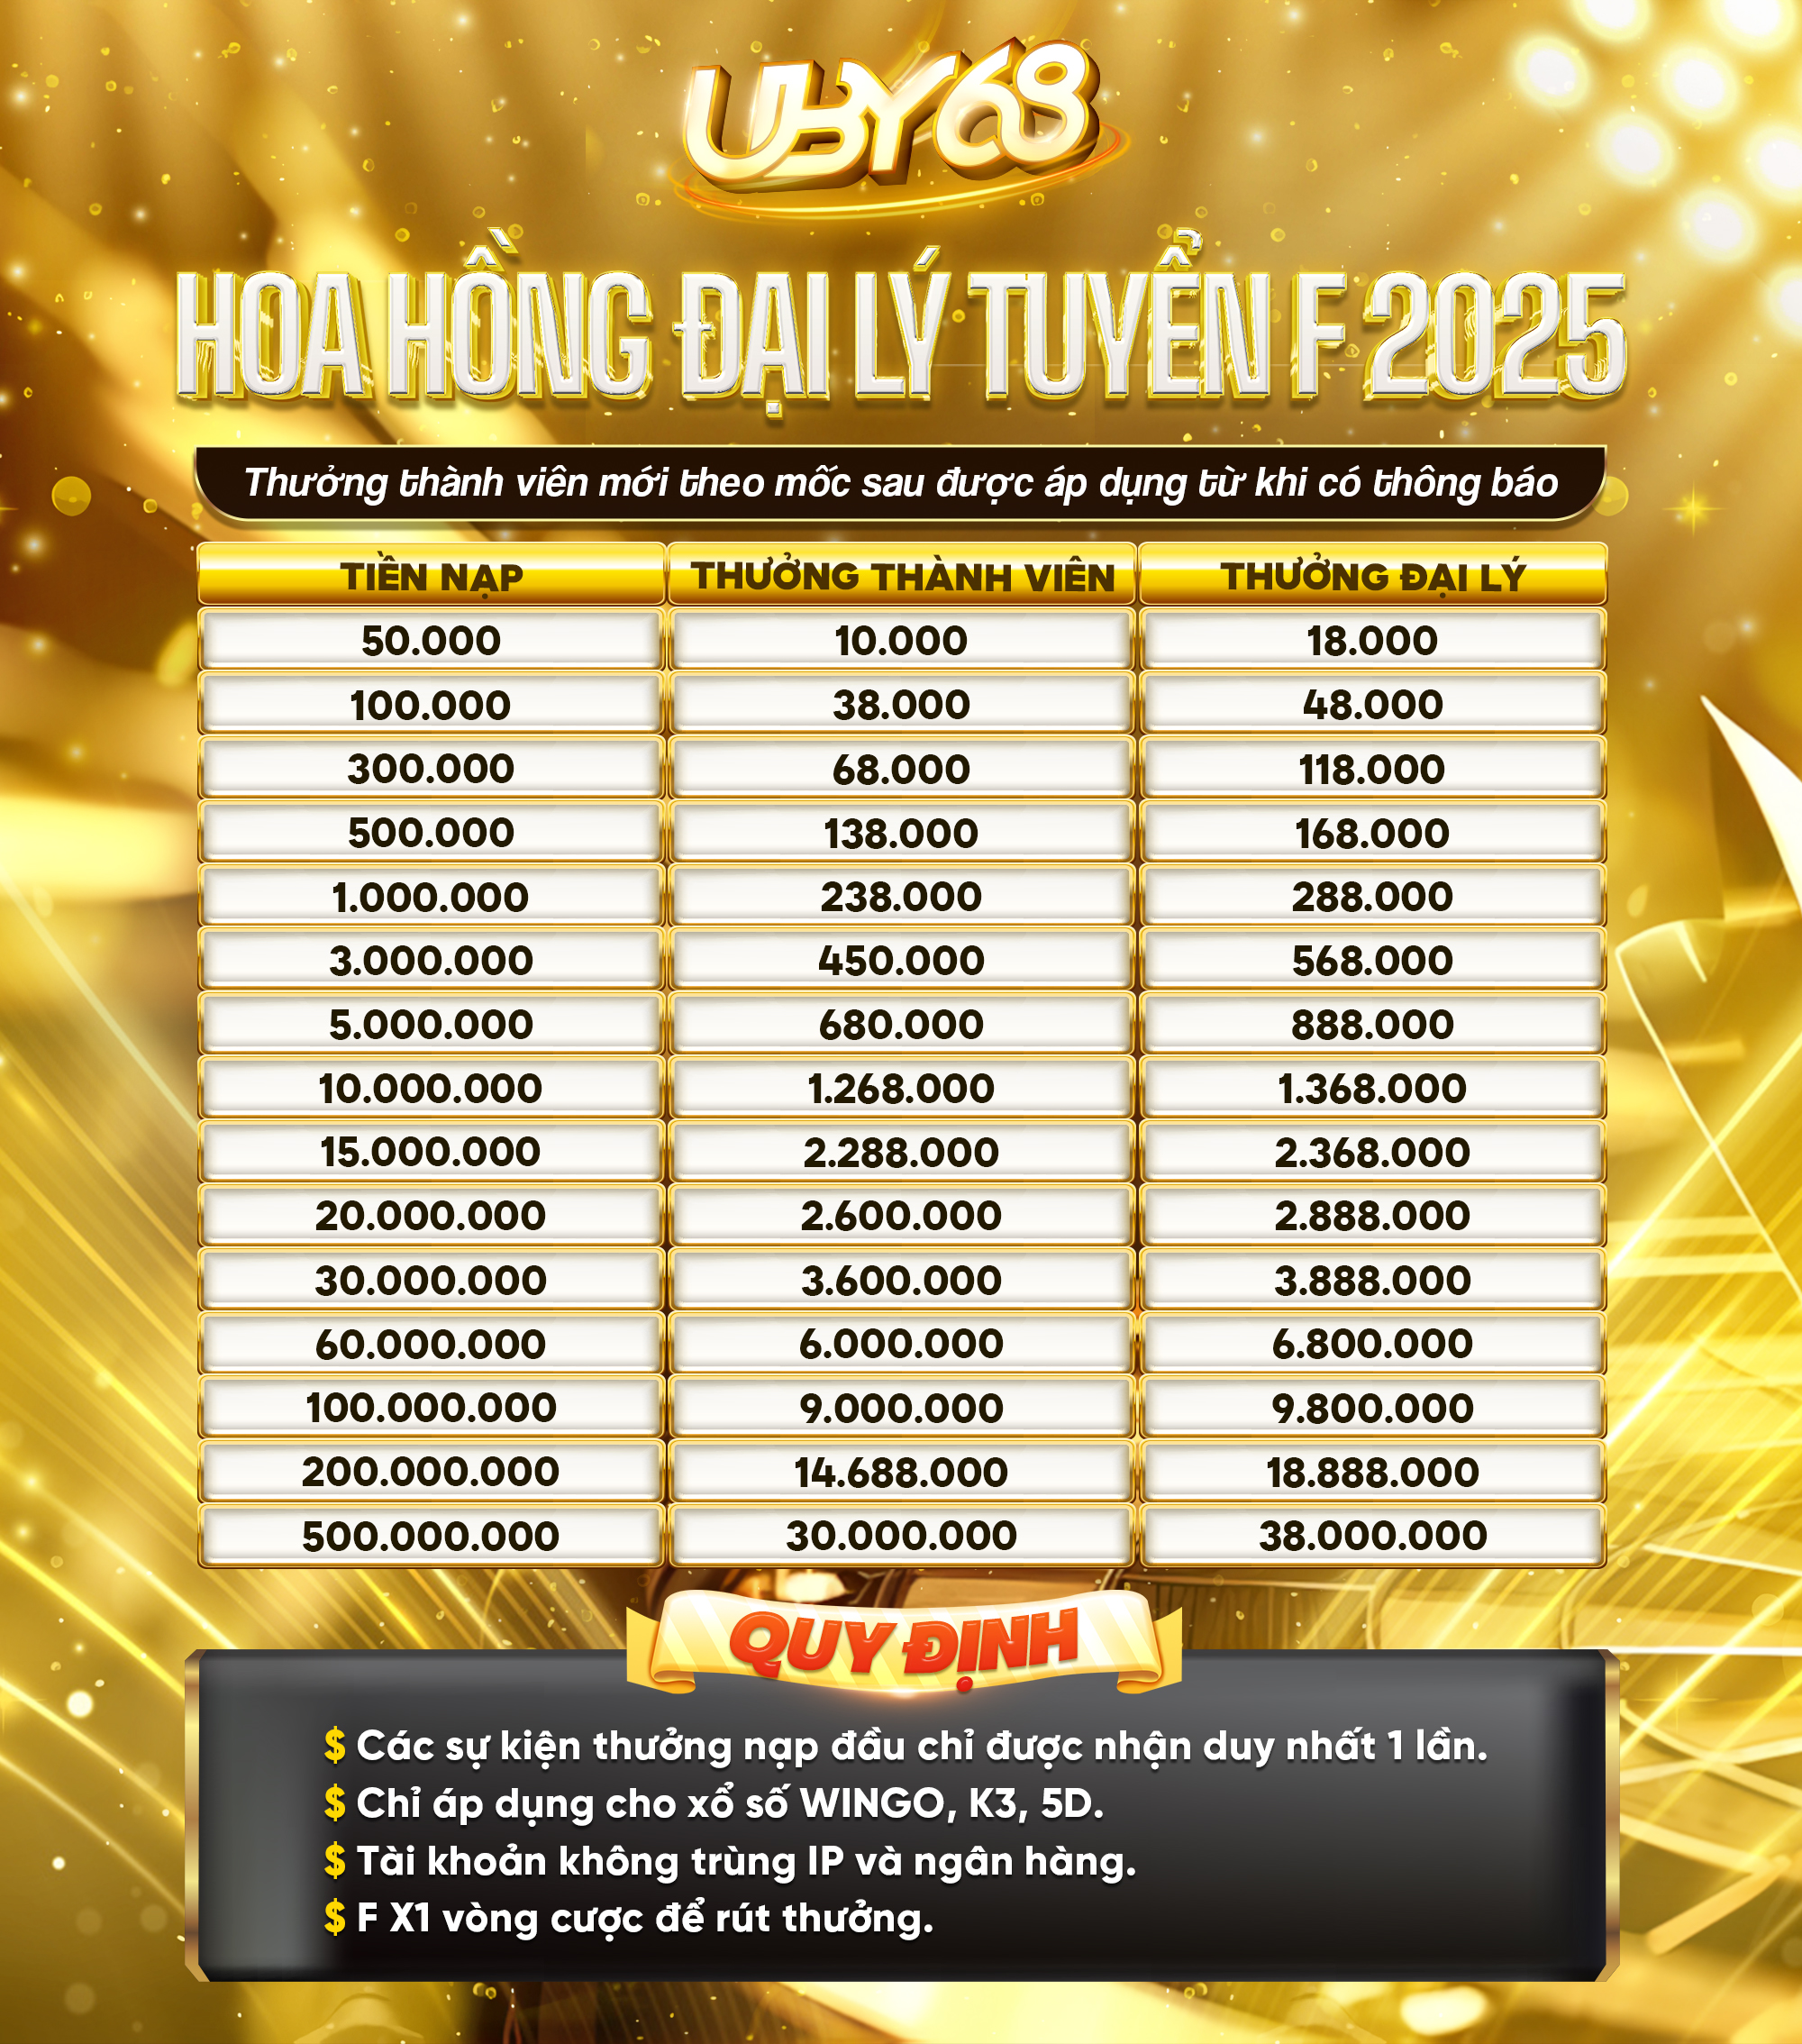 UBY68
HOA HỒNG ĐẠI LÝ TUYỂN F 2025
Thưởng thành viên mới theo mốc sau được áp dụng từ khi có thông báo
TIỀN NẠP THƯỞNG THÀNH VIÊN THƯỞNG ĐẠI LÝ
50.000 10.000 18.000
100.000 38.000 48.000
300.000 68.000 118.000
500.000 138.000 168.000
1.000.000 238.000 288.000
3.000.000 450.000 568.000
5.000.000 680.000 888.000
10.000.000 1.268.000 1.368.000
15.000.000 2.288.000 2.368.000
20.000.000 2.600.000 2.888.000
30.000.000 3.600.000 3.888.000
60.000.000 6.000.000 6.800.000
100.000.000 9.000.000 9.800.000
200.000.000 14.688.000 18.888.000
500.000.000 30.000.000 38.000.000
QUY ĐỊNH
$ Các sự kiện thưởng nạp đầu chỉ được nhận duy nhất 1 lần.
$ Chỉ áp dụng cho xổ số WINGO, K3, 5D.
$ Tài khoản không trùng IP và ngân hàng.
$ F X1 vòng cược để rút thưởng.